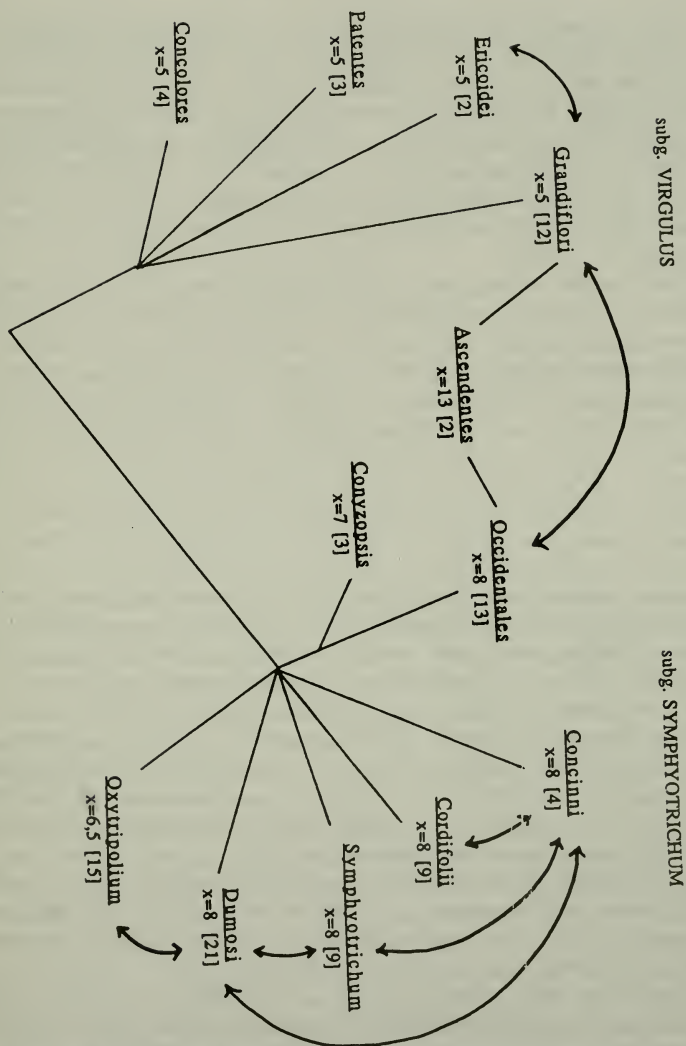 subg. VIRGULUS
subg. SYMPHYOTRICHUM
Concolores
x=5 [4]
Patentes
x=5 [3]
Ericoidei
x=5 [2]
Grandiflori
x=5 [12]
Ascendentes
x=13 [2]
Occidentales
x=8 [13]
Conyzopsis
x=7 [3]
Concinni
x=8 [4]
Cordifolii
x=8 [9]
Symphyotrichum
x=8 [9]
Dumosi
x=8 [21]
Oxytripolium
x=6,5 [15]